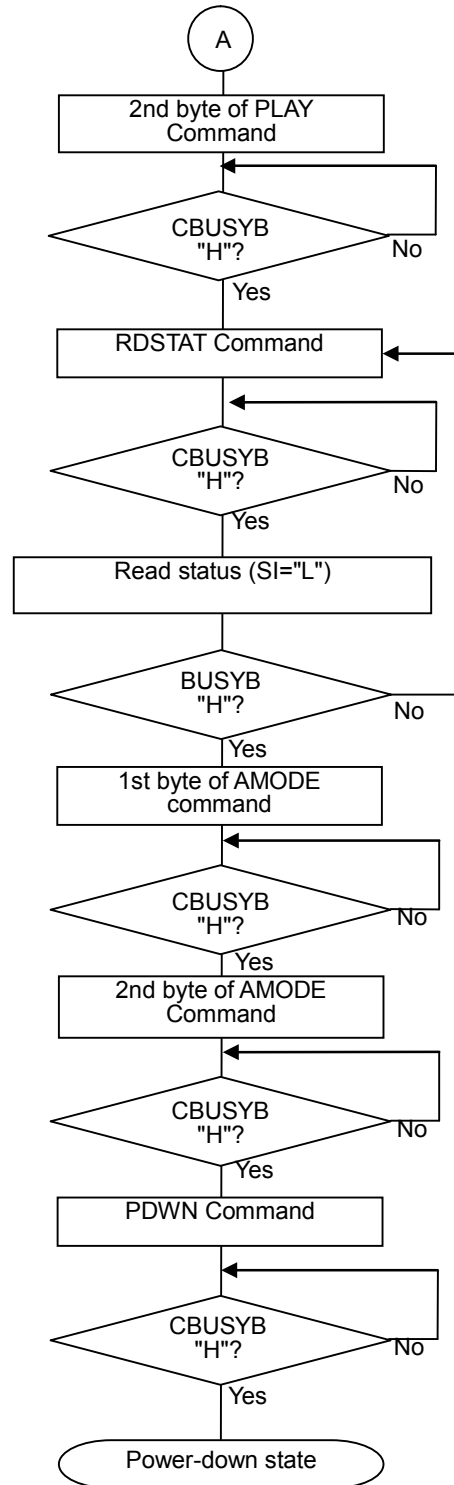 A
2nd byte of PLAY
Command
CBUSYB
"H"?
No
Yes
RDSTAT Command
CBUSYB
"H"?
No
Yes
Read status (SI="L")
BUSYB
"H"?
No
Yes
1st byte of AMODE
command
CBUSYB
"H"?
No
Yes
2nd byte of AMODE
Command
CBUSYB
"H"?
No
Yes
PDWN Command
CBUSYB
"H"?
No
Yes
Power-down state